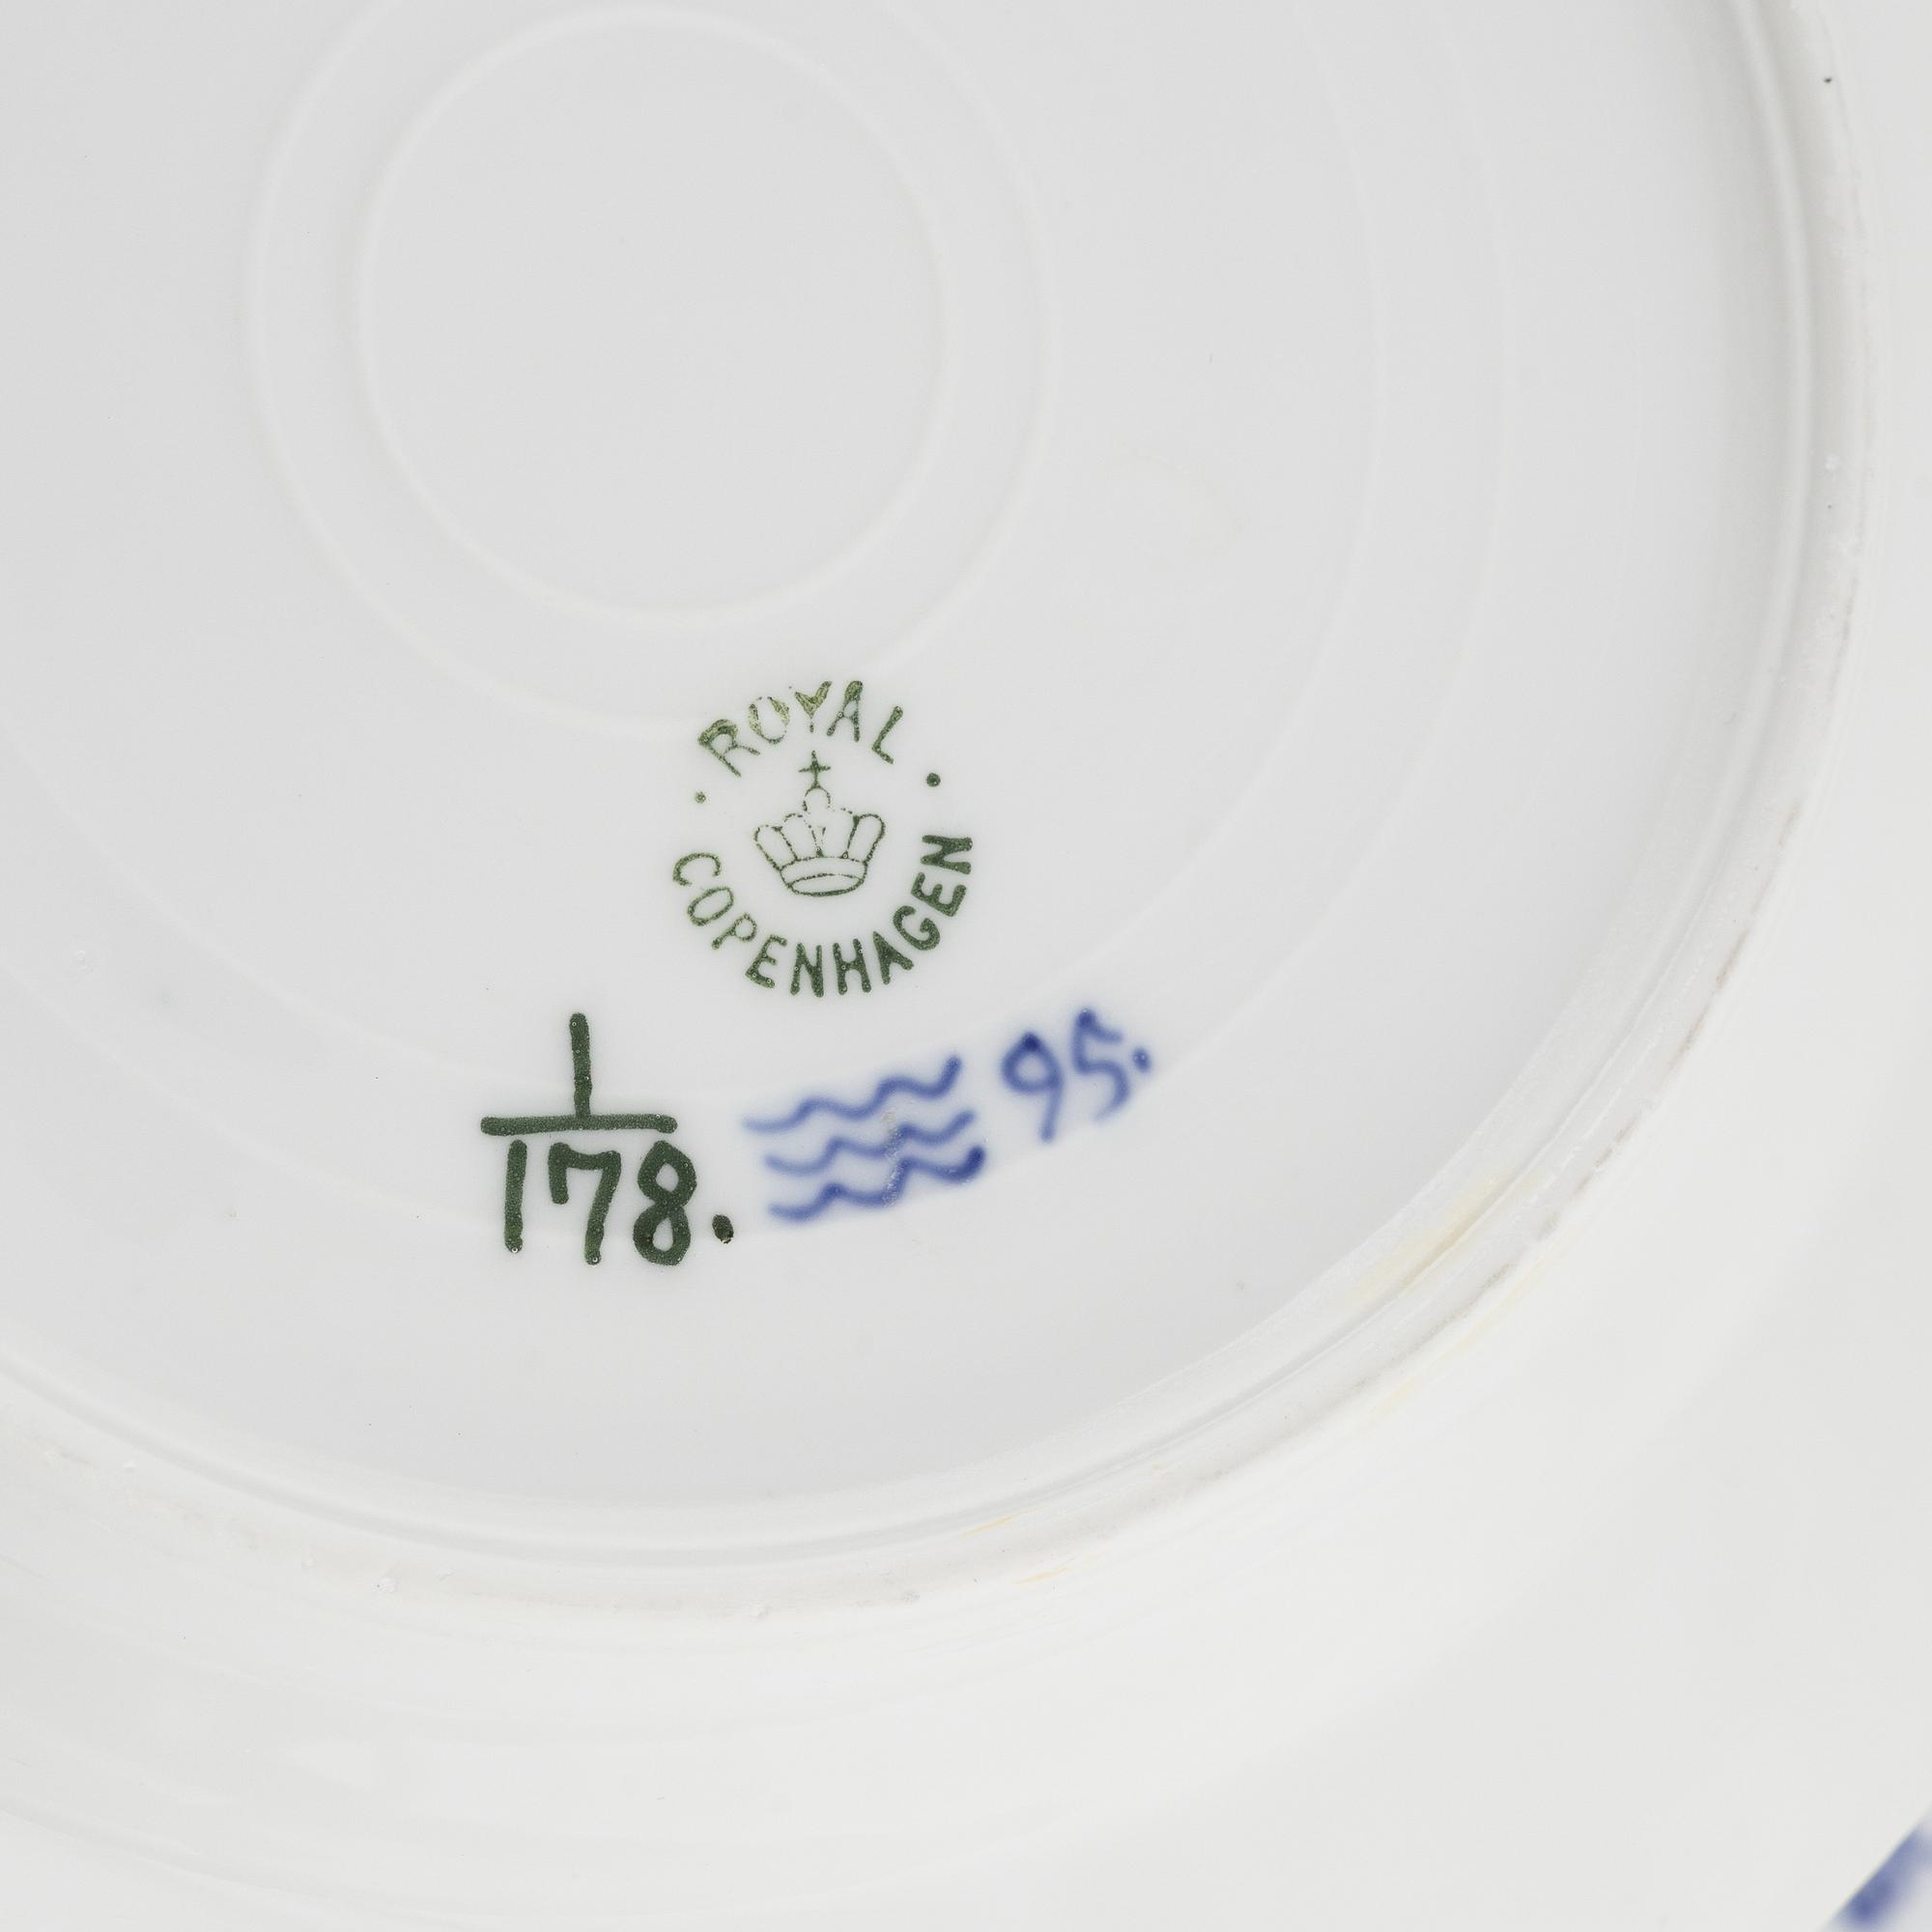 ROYAL
COPENHAGEN
1
178.
95.